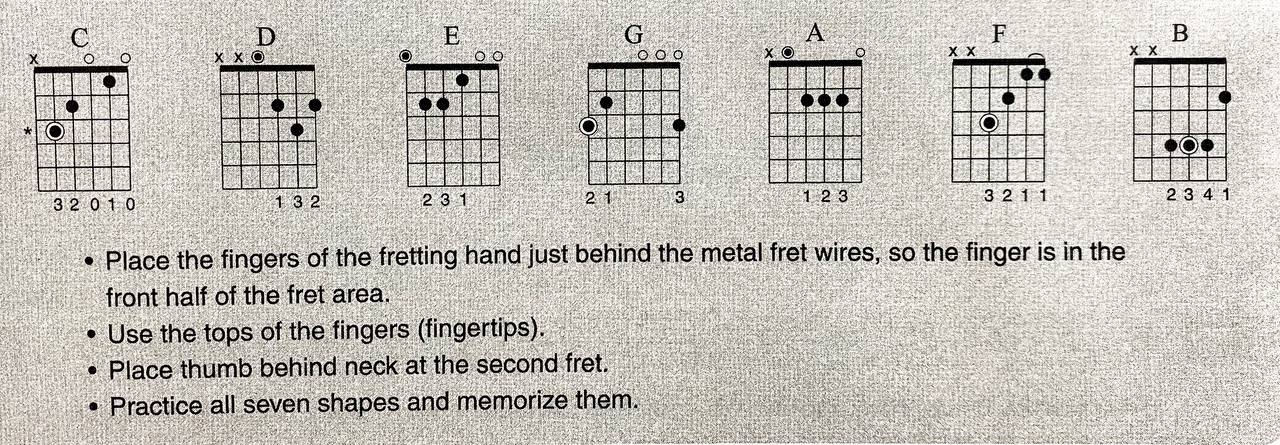 C D E G A F B
x o o x x o o o o o o o x o o x x x x
*
3 2 0 1 0 1 3 2 2 3 1 2 1 3 1 2 3 3 2 1 1 2 3 4 1
• Place the fingers of the fretting hand just behind the metal fret wires, so the finger is in the
front half of the fret area.
• Use the tops of the fingers (fingertips).
• Place thumb behind neck at the second fret.
• Practice all seven shapes and memorize them.